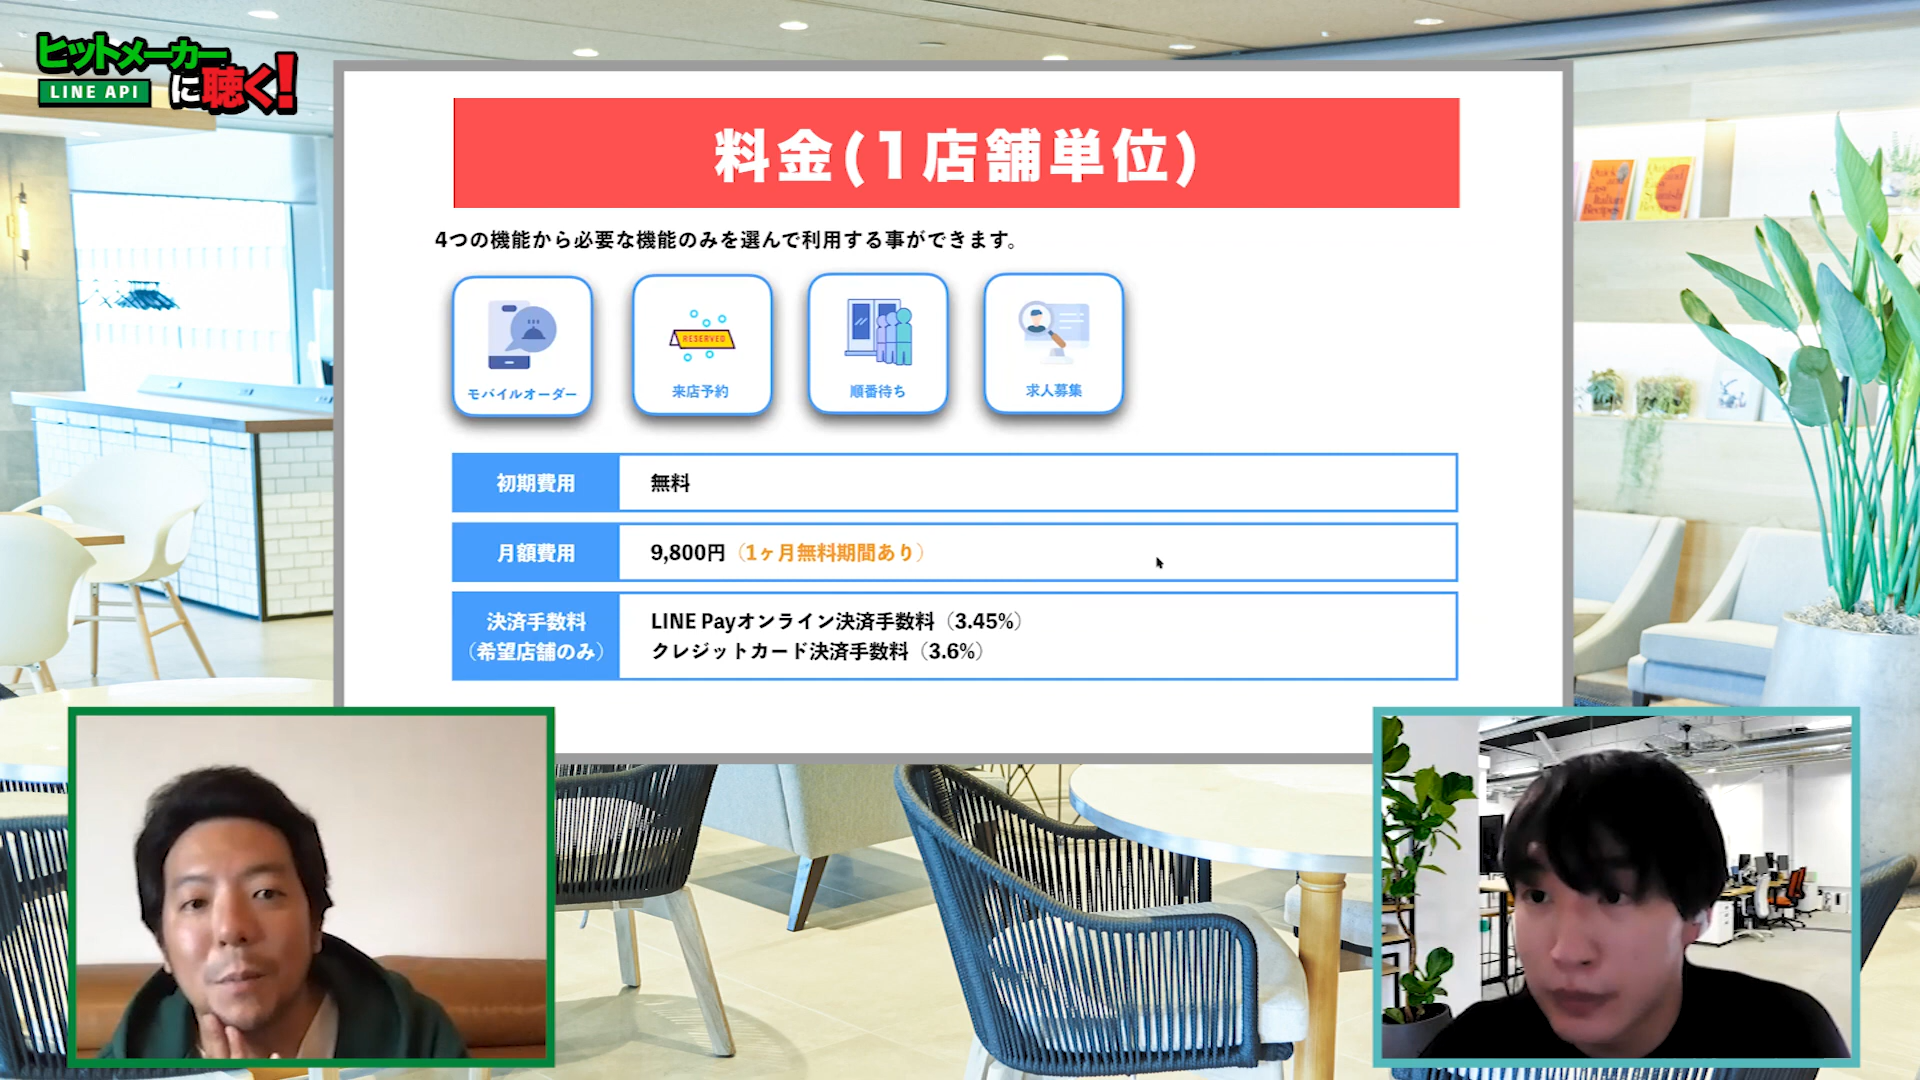 ヒットメーカー
LINE API
に聴く!
料金(1店舗単位)
4つの機能から必要な機能のみを選んで利用する事ができます。
モバイルオーダー
RESERVED
来店予約
順番待ち
求人募集
初期費用
無料
月額費用
9,800円（1ヶ月無料期間あり）
決済手数料
（希望店舗のみ）
LINE Payオンライン決済手数料（3.45%）
クレジットカード決済手数料（3.6%）